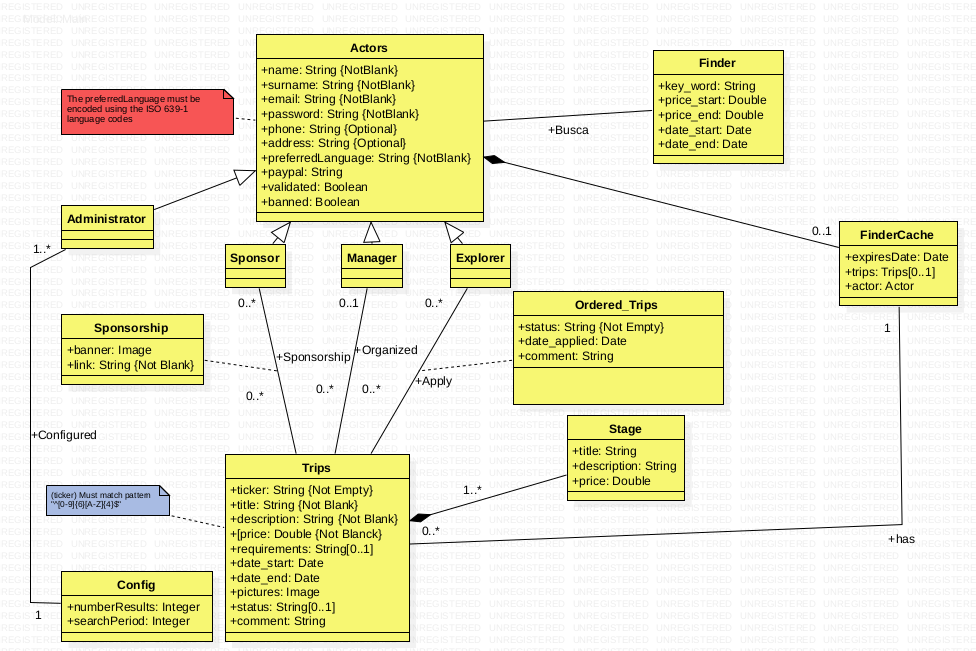 Actors
+name: String {NotBlank}
+surname: String {NotBlank}
+email: String {NotBlank}
+password: String {NotBlank}
+phone: String {Optional}
+address: String {Optional}
+preferredLanguage: String {NotBlank}
+paypal: String
+validated: Boolean
+banned: Boolean
Finder
+key_word: String
+price_start: Double
+price_end: Double
+date_start: Date
+date_end: Date
The preferredLanguage must be
encoded using the ISO 639-1
language codes
+Busca
Administrator
1..*
0..1
FinderCache
+expiresDate: Date
+trips: Trips[0..1]
+actor: Actor
1
Sponsor
Manager
Explorer
0..*
0..1
0..*
Ordered_Trips
+status: String {Not Empty}
+date_applied: Date
+comment: String
Sponsorship
+banner: Image
+link: String {Not Blank}
+Sponsorship
+Organized
+Apply
0..*
0..*
0..*
Stage
+title: String
+description: String
+price: Double
+Configured
Trips
+ticker: String {Not Empty}
+title: String {Not Blank}
+description: String {Not Blank}
+[price: Double {Not Blanck}
+requirements: String[0..1]
+date_start: Date
+date_end: Date
+pictures: Image
+status: String[0..1]
+comment: String
1..*
0..*
+has
(ticker) Must match pattem
"^[0-9]{6}[A-Z]{4}$"
Config
+numberResults: Integer
+searchPeriod: Integer
1